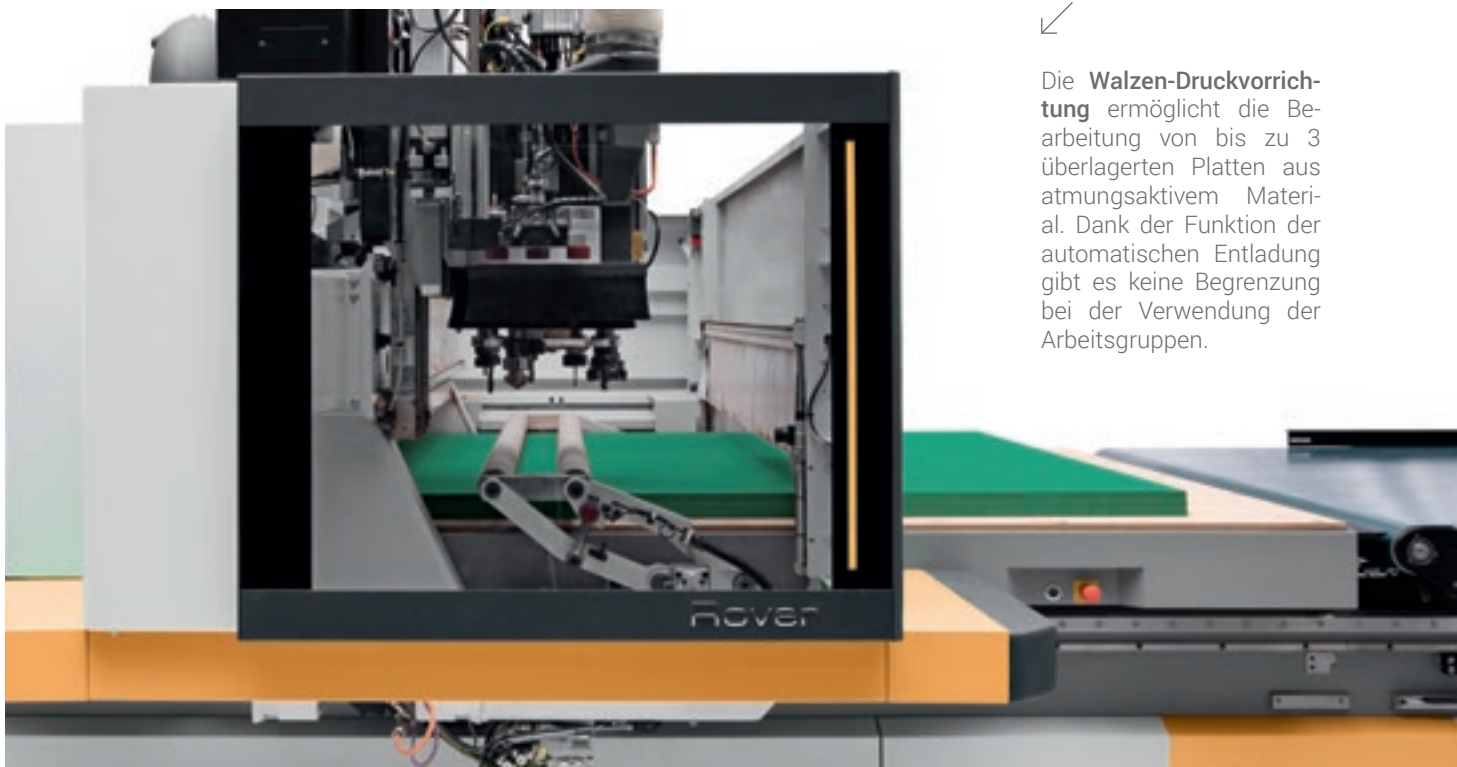 Die Walzen-Druckvorrich-
tung ermöglicht die Be-
arbeitung von bis zu 3
überlagerten Platten aus
atmungsaktivem Materi-
al. Dank der Funktion der
automatischen Entladung
gibt es keine Begrenzung
bei der Verwendung der
Arbeitsgruppen.
Rover